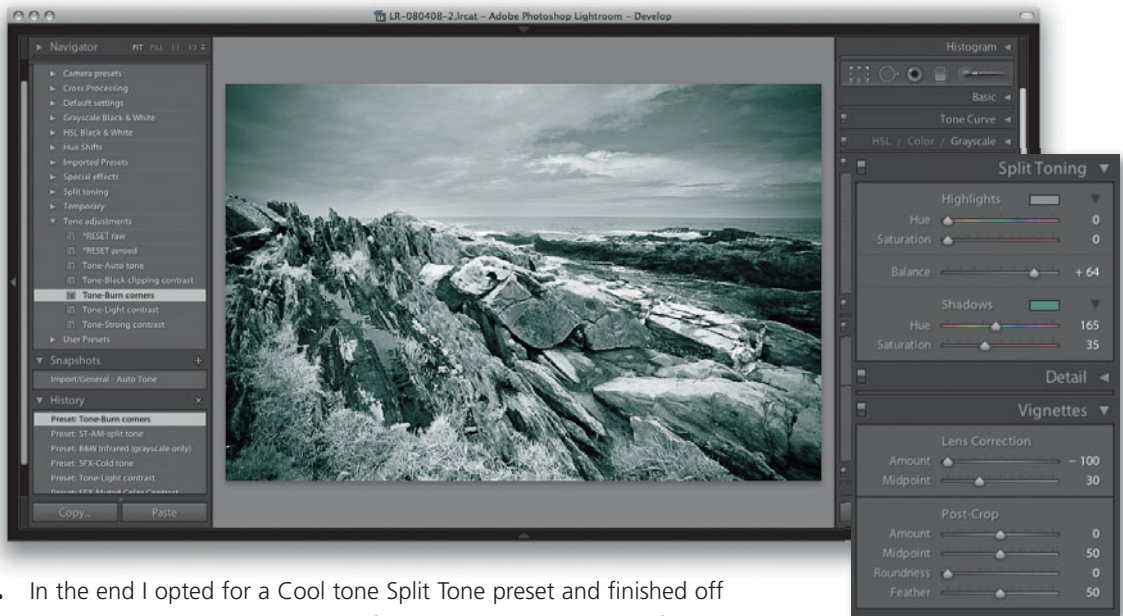 LR-080408-2.lrcat - Adobe Photoshop Lightroom - Develop
Navigator FIT FILL 1:1 1:3
Camera presets
Cross Processing
Default settings
Grayscale Black & White
HSL Black & White
Hue Shifts
Imported Presets
Special effects
Split toning
Temporary
Tone adjustments
*RESET raw
*RESET zeroed
Tone-Auto tone
Tone-Black clipping contrast
Tone-Burn corners
Tone-Light contrast
Tone-Strong contrast
User Presets
Snapshots +
Import/General - Auto Tone
History ×
Preset: Tone-Burn corners
Preset: ST-AM-split tone
Preset: B&W Infrared (grayscale only)
Preset: SFX-Cold tone
Preset: Tone-Light contrast
Copy... Paste
Histogram
Basic
Tone Curve
HSL / Color / Grayscale
Split Toning
Highlights
Hue 0
Saturation 0
Balance + 64
Shadows
Hue 165
Saturation 35
Detail
Vignettes
Lens Correction
Amount – 100
Midpoint 30
Post-Crop
Amount 0
Midpoint 50
Roundness 0
Feather 50
In the end I opted for a Cool tone Split Tone preset and finished off